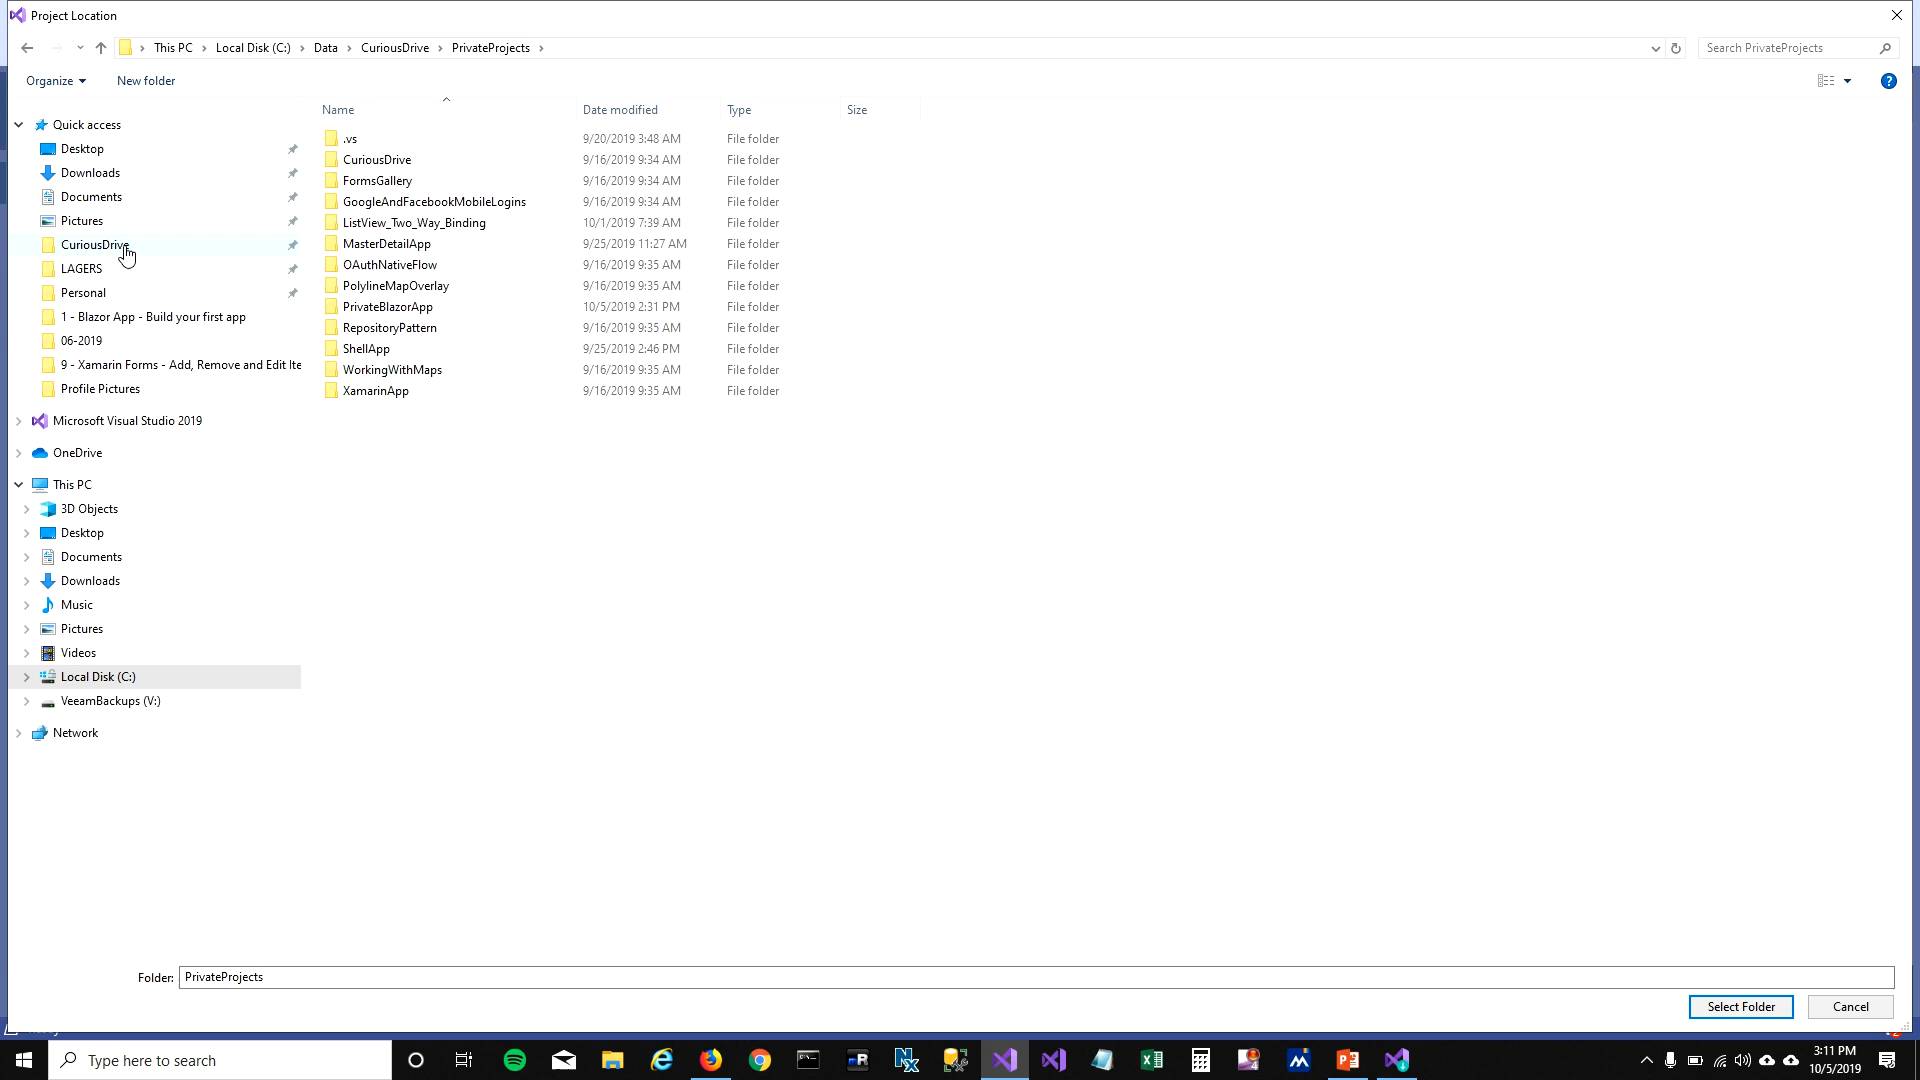 Project Location
This PC > Local Disk (C:) > Data > CuriousDrive > PrivateProjects >
Search PrivateProjects
Organize
New folder
Name Date modified Type Size
Quick access
Desktop
Downloads
Documents
Pictures
CuriousDrive
LAGERS
Personal
1 - Blazor App - Build your first app
06-2019
9 - Xamarin Forms - Add, Remove and Edit Ite
Profile Pictures
Microsoft Visual Studio 2019
OneDrive
This PC
3D Objects
Desktop
Documents
Downloads
Music
Pictures
Videos
Local Disk (C:)
VeeamBackups (V:)
Network
.vs 9/20/2019 3:48 AM File folder
CuriousDrive 9/16/2019 9:34 AM File folder
FormsGallery 9/16/2019 9:34 AM File folder
GoogleAndFacebookMobileLogins 9/16/2019 9:34 AM File folder
ListView_Two_Way_Binding 10/1/2019 7:39 AM File folder
MasterDetailApp 9/25/2019 11:27 AM File folder
OAuthNativeFlow 9/16/2019 9:35 AM File folder
PolylineMapOverlay 9/16/2019 9:35 AM File folder
PrivateBlazorApp 10/5/2019 2:31 PM File folder
RepositoryPattern 9/16/2019 9:35 AM File folder
ShellApp 9/25/2019 2:46 PM File folder
WorkingWithMaps 9/16/2019 9:35 AM File folder
XamarinApp 9/16/2019 9:35 AM File folder
Folder: PrivateProjects
Select Folder
Cancel
Type here to search
3:11 PM
10/5/2019